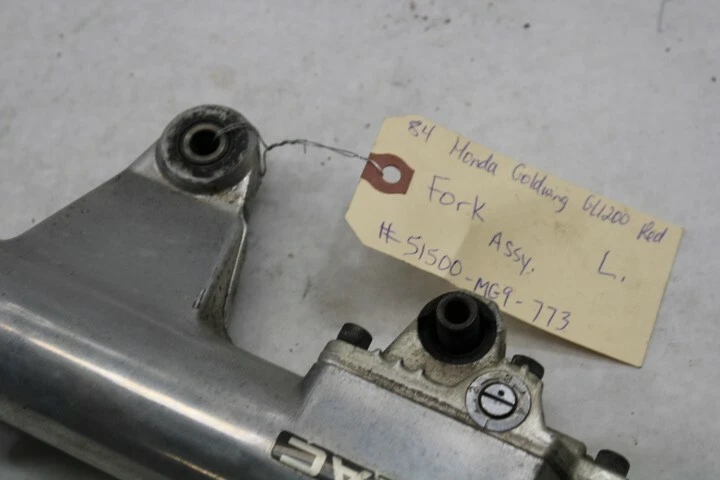 84 Honda Goldwing GL1200 Red
Fork
Assy. L.
#51500-MG9-773